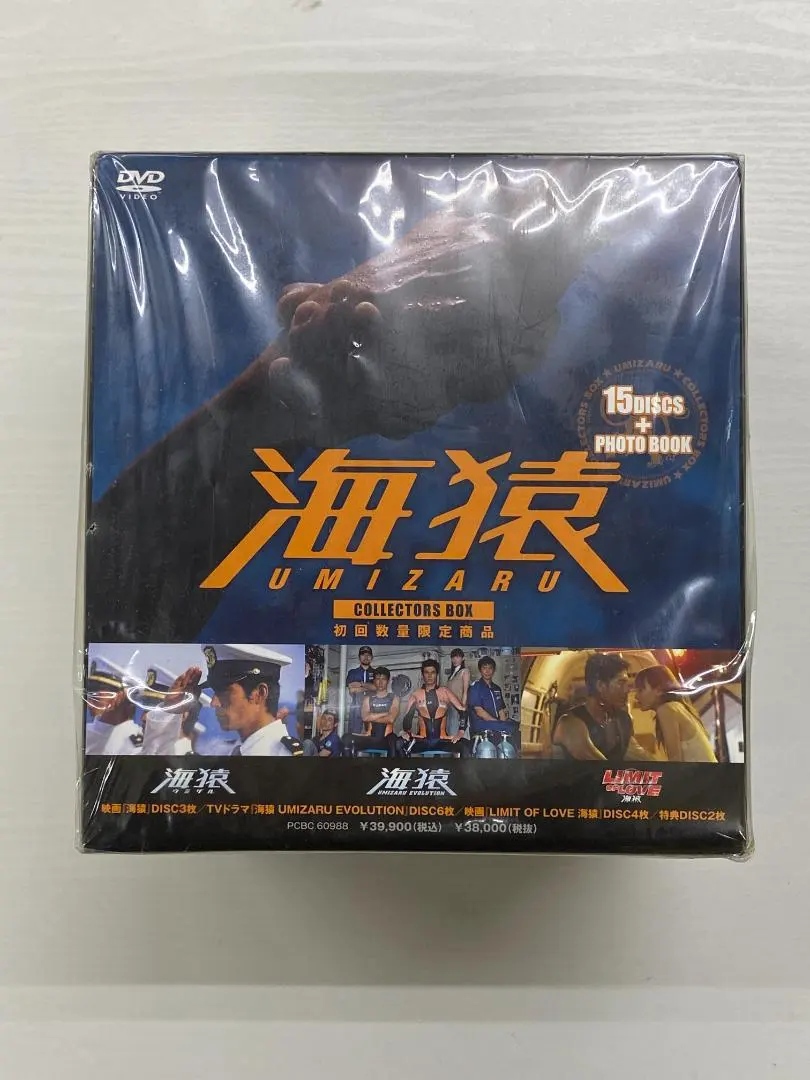 DVD
VIDEO
★ UMIZARU ★ COLLECTORS BOX
15DISCS
+
PHOTO BOOK
海猿
UMIZARU
COLLECTORS BOX
初回数量限定商品
海猿
ウミザル
海猿
UMIZARU EVOLUTION
LIMIT
OF LOVE
海猿
映画『海猿』DISC3枚/TVドラマ『海猿 UMIZARU EVOLUTION』DISC6枚/映画『LIMIT OF LOVE 海猿』DISC4枚/特典DISC2枚
PCBC 60988 ¥39,900(税込) ¥38,000(税抜)